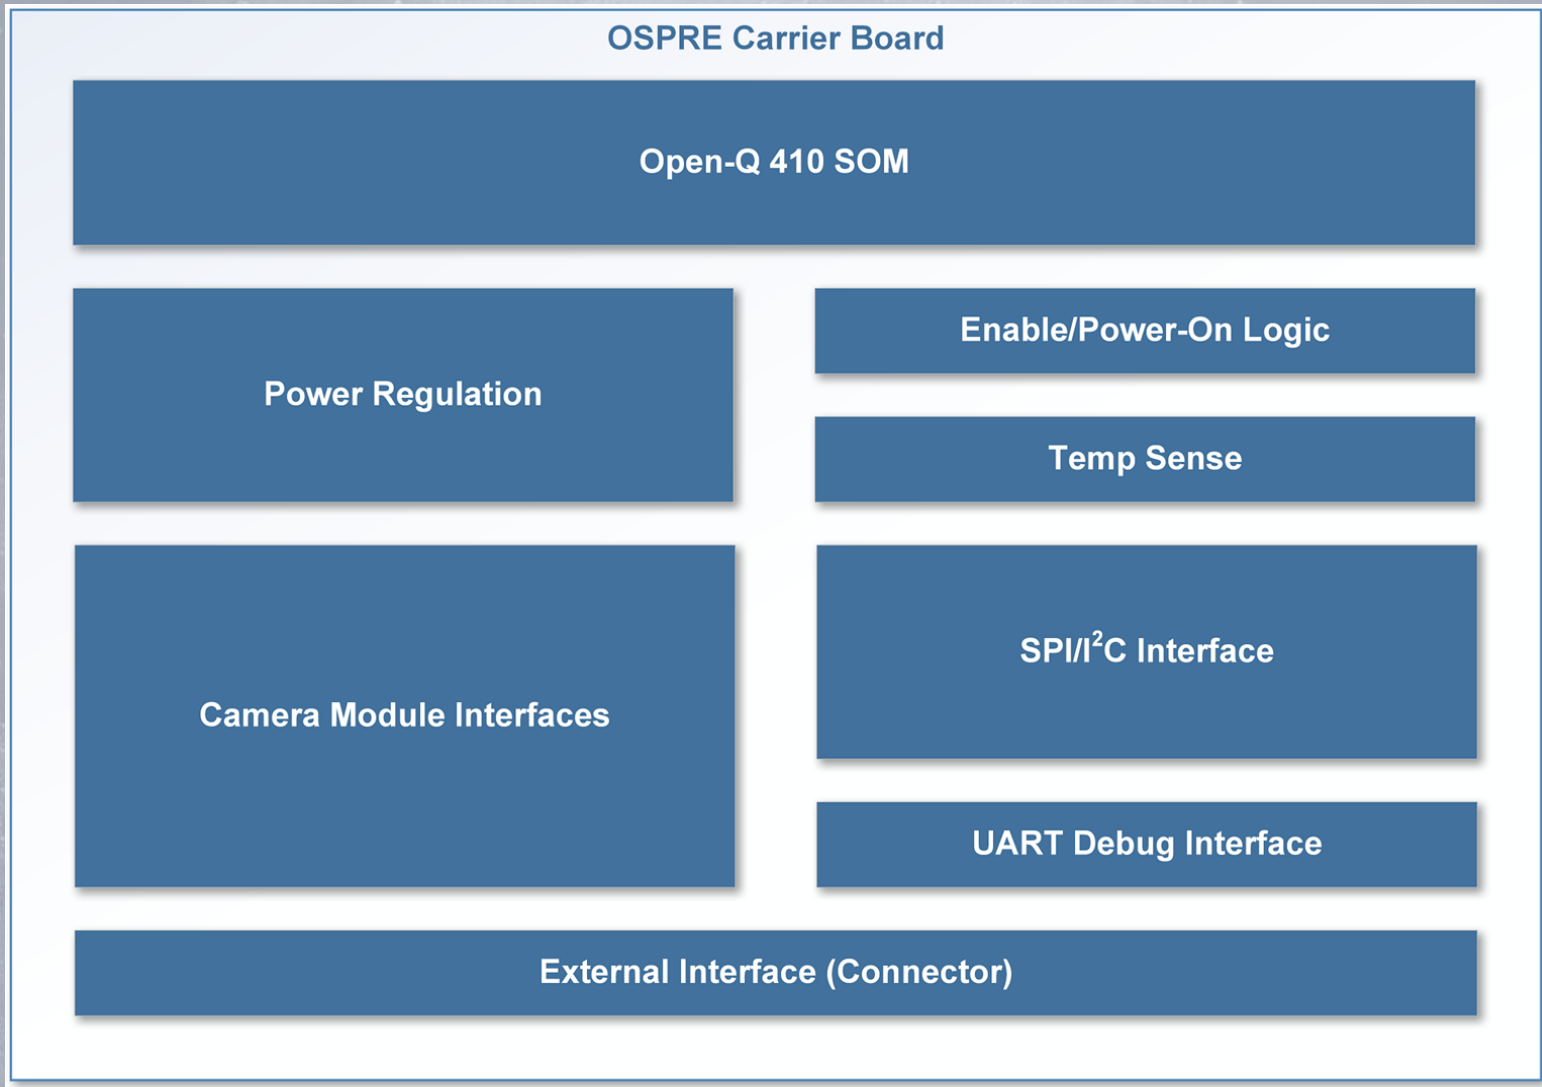 OSPRE Carrier Board
Open-Q 410 SOM
Power Regulation
Enable/Power-On Logic
Temp Sense
Camera Module Interfaces
SPI/I²C Interface
UART Debug Interface
External Interface (Connector)